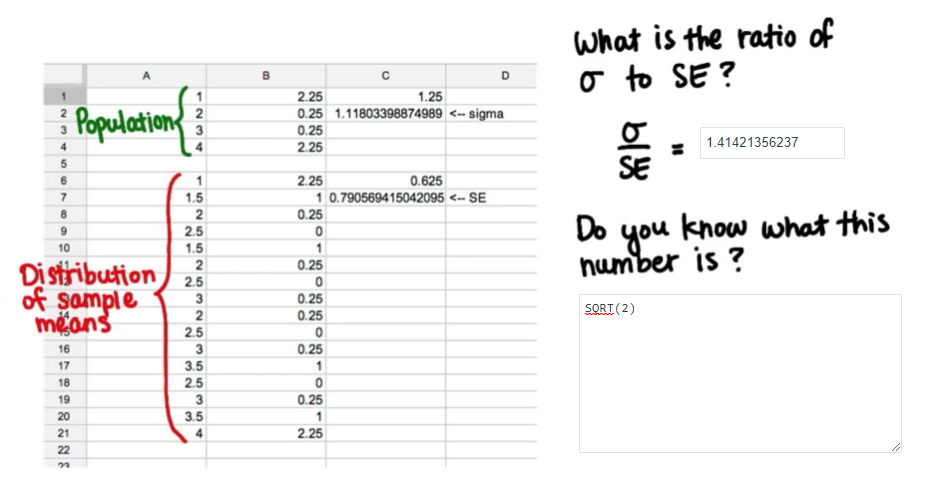 What is the ratio of
σ to SE?
σ/SE = 1.41421356237
Do you know what this
number is?
SQRT(2)
A B C D
1 1 2.25 1.25
2 2 0.25 1.11803398874989 <-- sigma
3 3 0.25
4 4 2.25
Population
5
6 1 2.25 0.625
7 1.5 1 0.790569415042095 <-- SE
8 2 0.25
9 2.5 0
10 1.5 1
11 2 0.25
12 2.5 0
13 3 0.25
14 2 0.25
15 2.5 0
16 3 0.25
17 3.5 1
18 2.5 0
19 3 0.25
20 3.5 1
21 4 2.25
22
23
Distribution
of sample
means